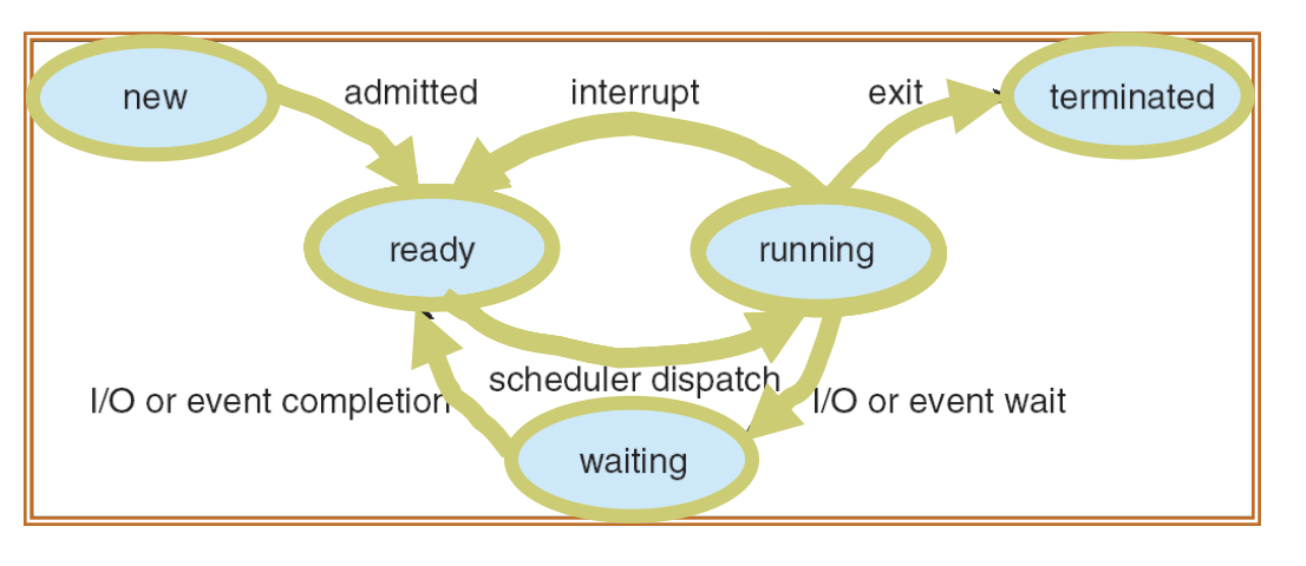 new
admitted
interrupt
exit
terminated
ready
running
scheduler dispatch
I/O or event completion
I/O or event wait
waiting